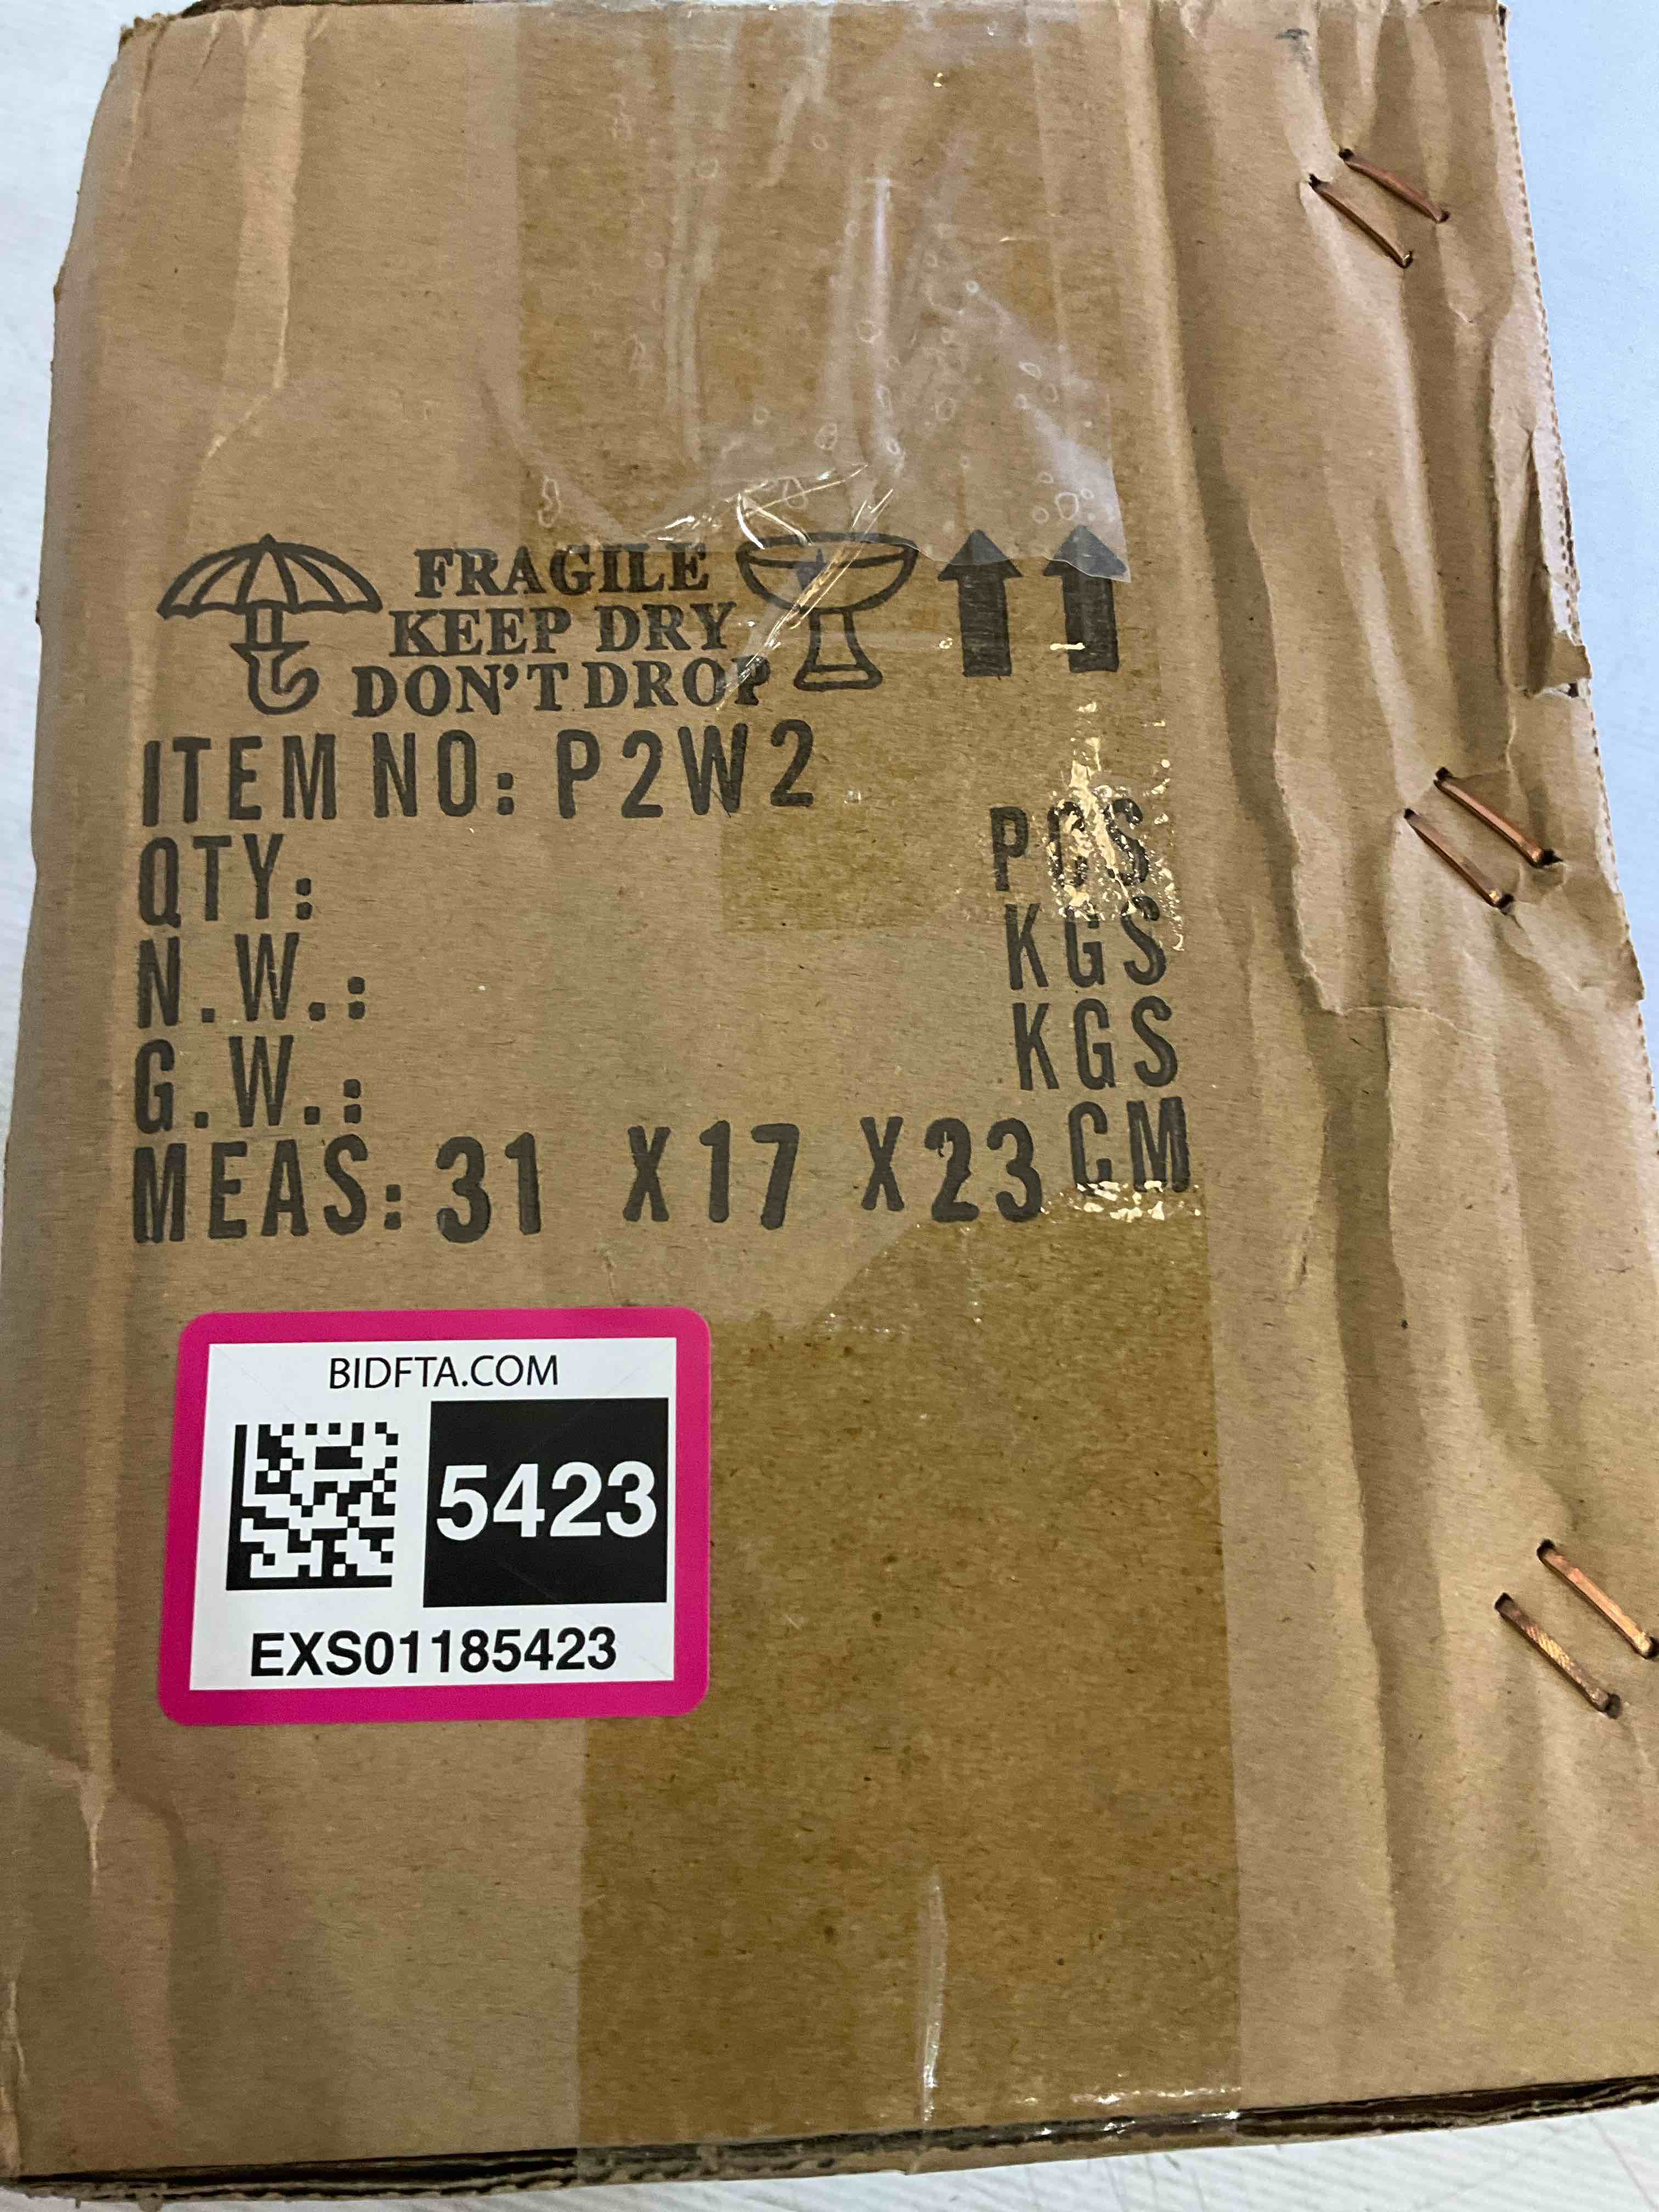 FRAGILE
KEEP DRY
DON'T DROP
ITEM NO: P2W2
QTY: PCS
N.W.: KGS
G.W.: KGS
MEAS: 31 X17 X23 CM
BIDFTA.COM
5423
EXS01185423